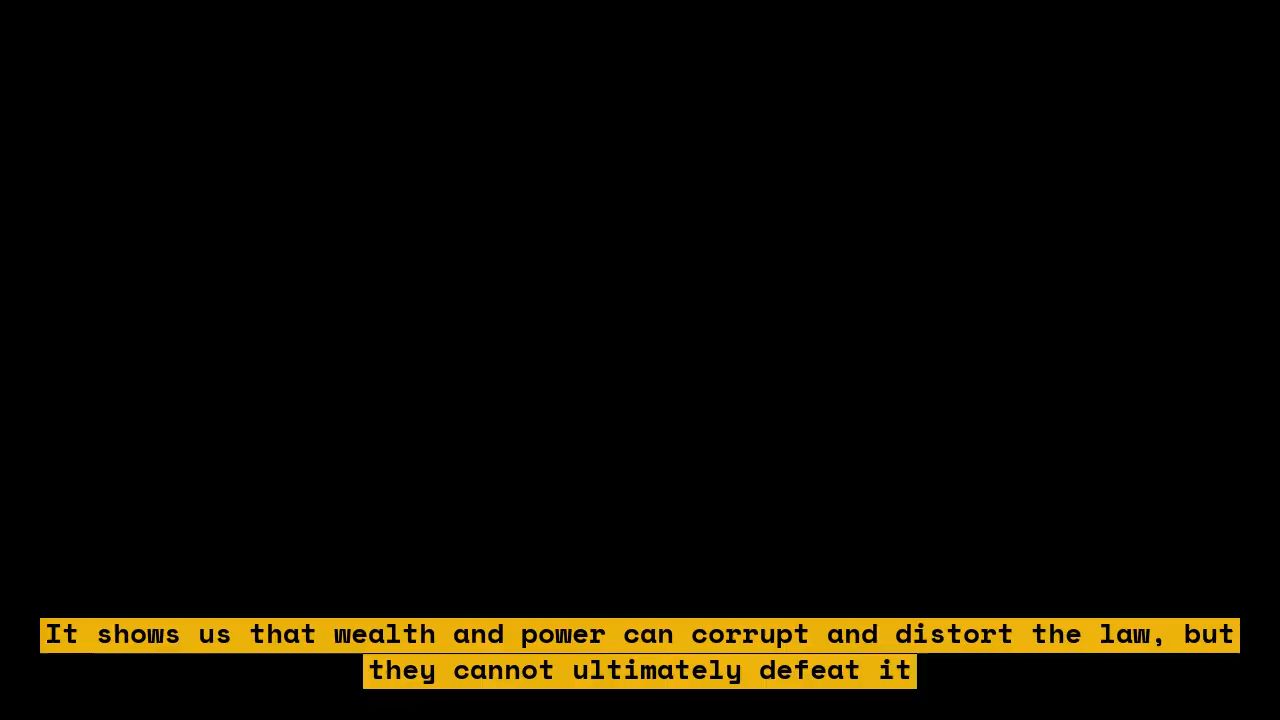 It shows us that wealth and power can corrupt and distort the law, but
they cannot ultimately defeat it